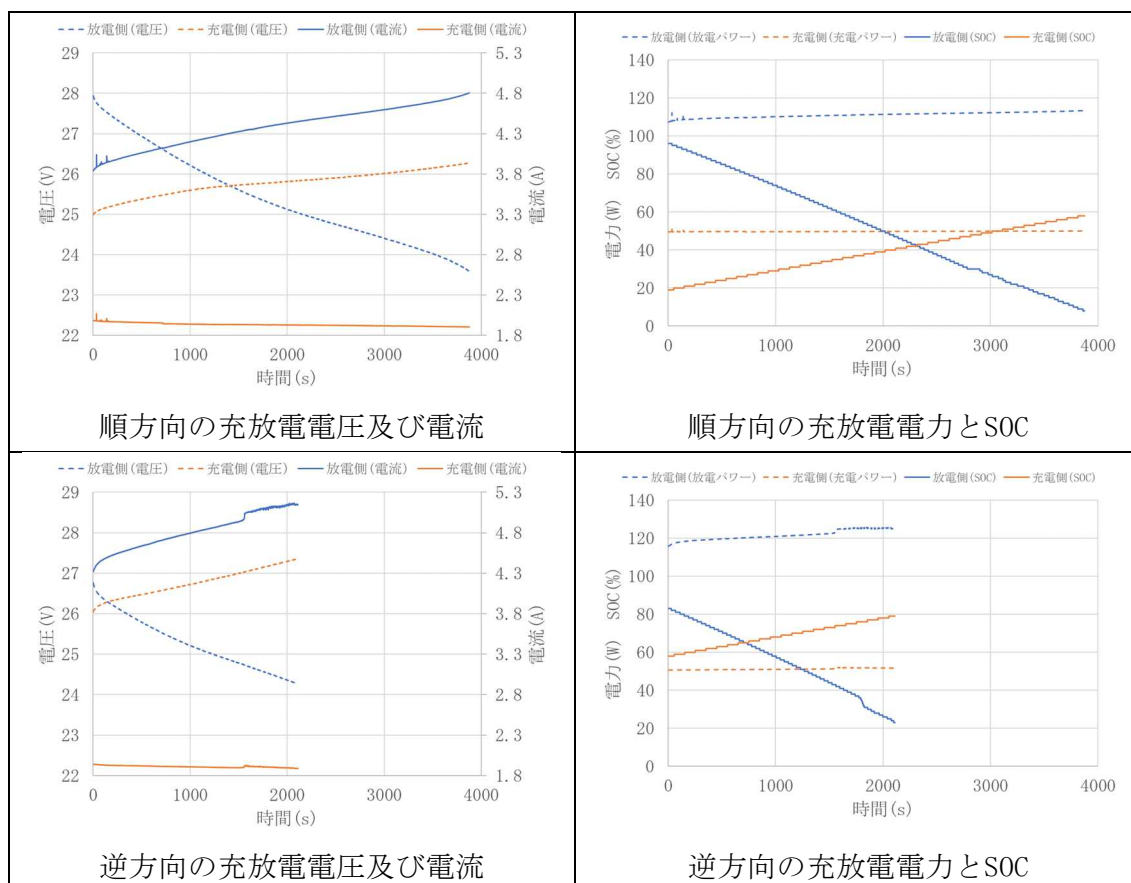 放電側(電圧) 充電側(電圧) 放電側(電流) 充電側(電流)
29 5.3
28 4.8
27 4.3
26 3.8
25 3.3
24 2.8
23 2.3
22 1.8
電圧(V)
電流(A)
0 1000 2000 3000 4000
時間(s)
順方向の充放電電圧及び電流
放電側(放電パワー) 充電側(充電パワー) 放電側(SOC) 充電側(SOC)
140
120
100
80
60
40
20
0
電力(W) SOC(%)
0 1000 2000 3000 4000
時間(s)
順方向の充放電電力とSOC
放電側(電圧) 充電側(電圧) 放電側(電流) 充電側(電流)
29 5.3
28 4.8
27 4.3
26 3.8
25 3.3
24 2.8
23 2.3
22 1.8
電圧(V)
電流(A)
0 1000 2000 3000 4000
時間(s)
逆方向の充放電電圧及び電流
放電側(放電パワー) 充電側(充電パワー) 放電側(SOC) 充電側(SOC)
140
120
100
80
60
40
20
0
電力(W) SOC(%)
0 1000 2000 3000 4000
時間(s)
逆方向の充放電電力とSOC